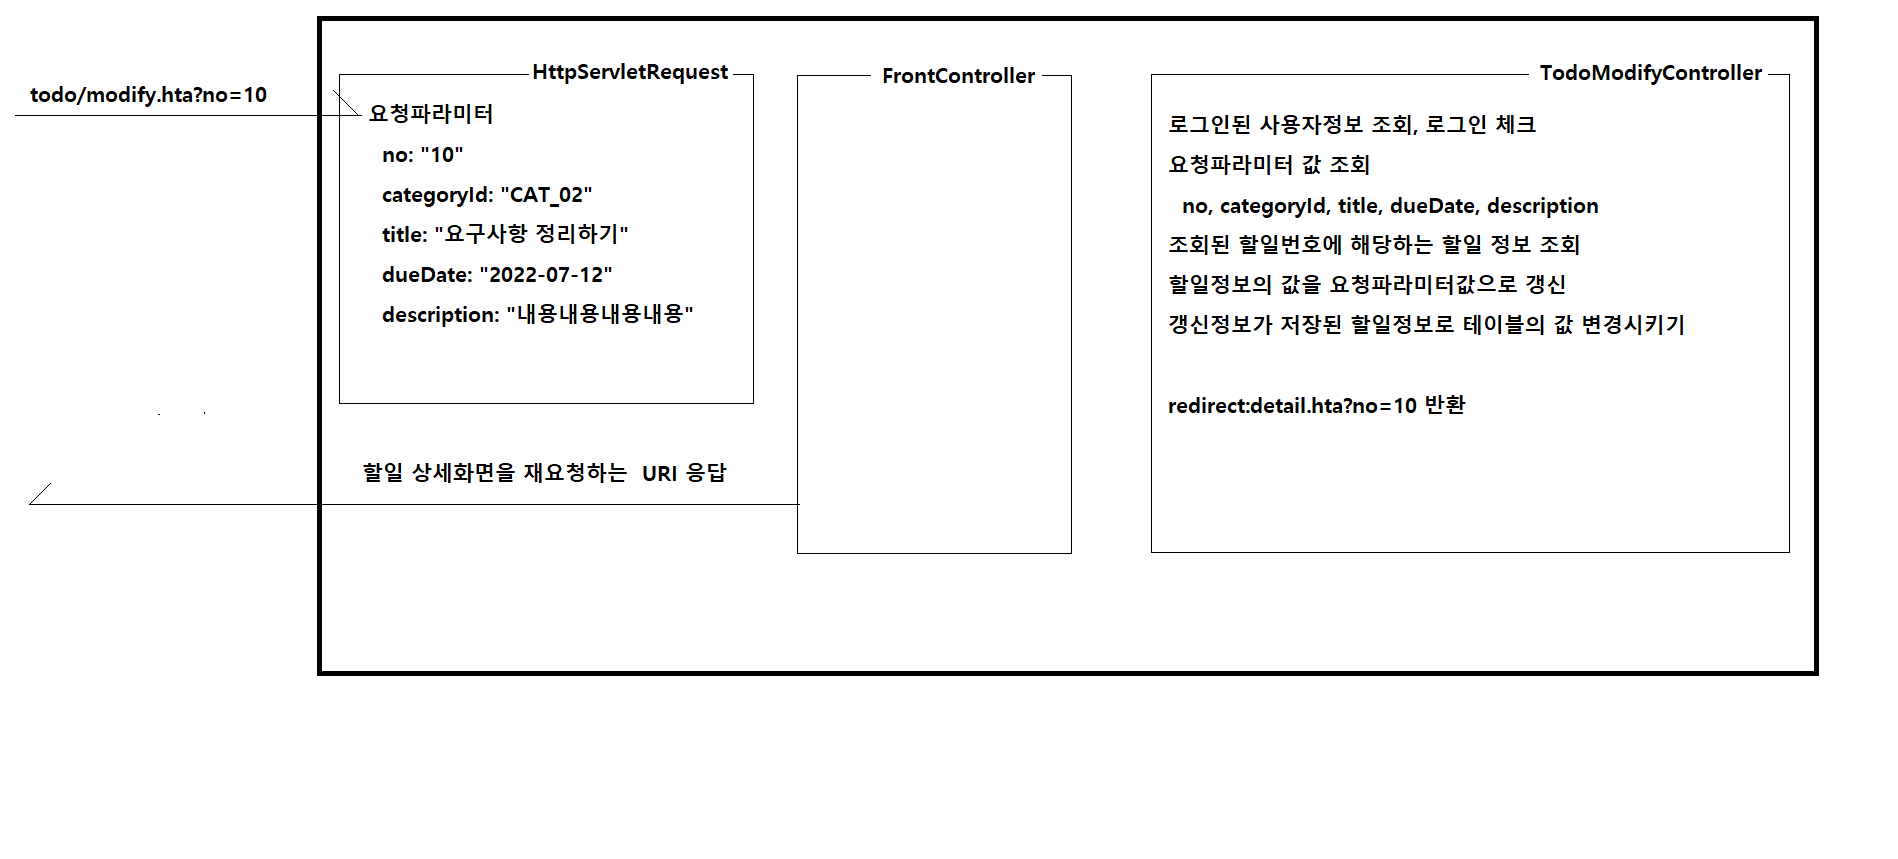 todo/modify.hta?no=10
HttpServletRequest
요청파라미터
no: "10"
categoryId: "CAT_02"
title: "요구사항 정리하기"
dueDate: "2022-07-12"
description: "내용내용내용내용"
할일 상세화면을 재요청하는  URI 응답
FrontController
TodoModifyController
로그인된 사용자정보 조회, 로그인 체크
요청파라미터 값 조회
no, categoryId, title, dueDate, description
조회된 할일번호에 해당하는 할일 정보 조회
할일정보의 값을 요청파라미터값으로 갱신
갱신정보가 저장된 할일정보로 테이블의 값 변경시키기
redirect:detail.hta?no=10 반환